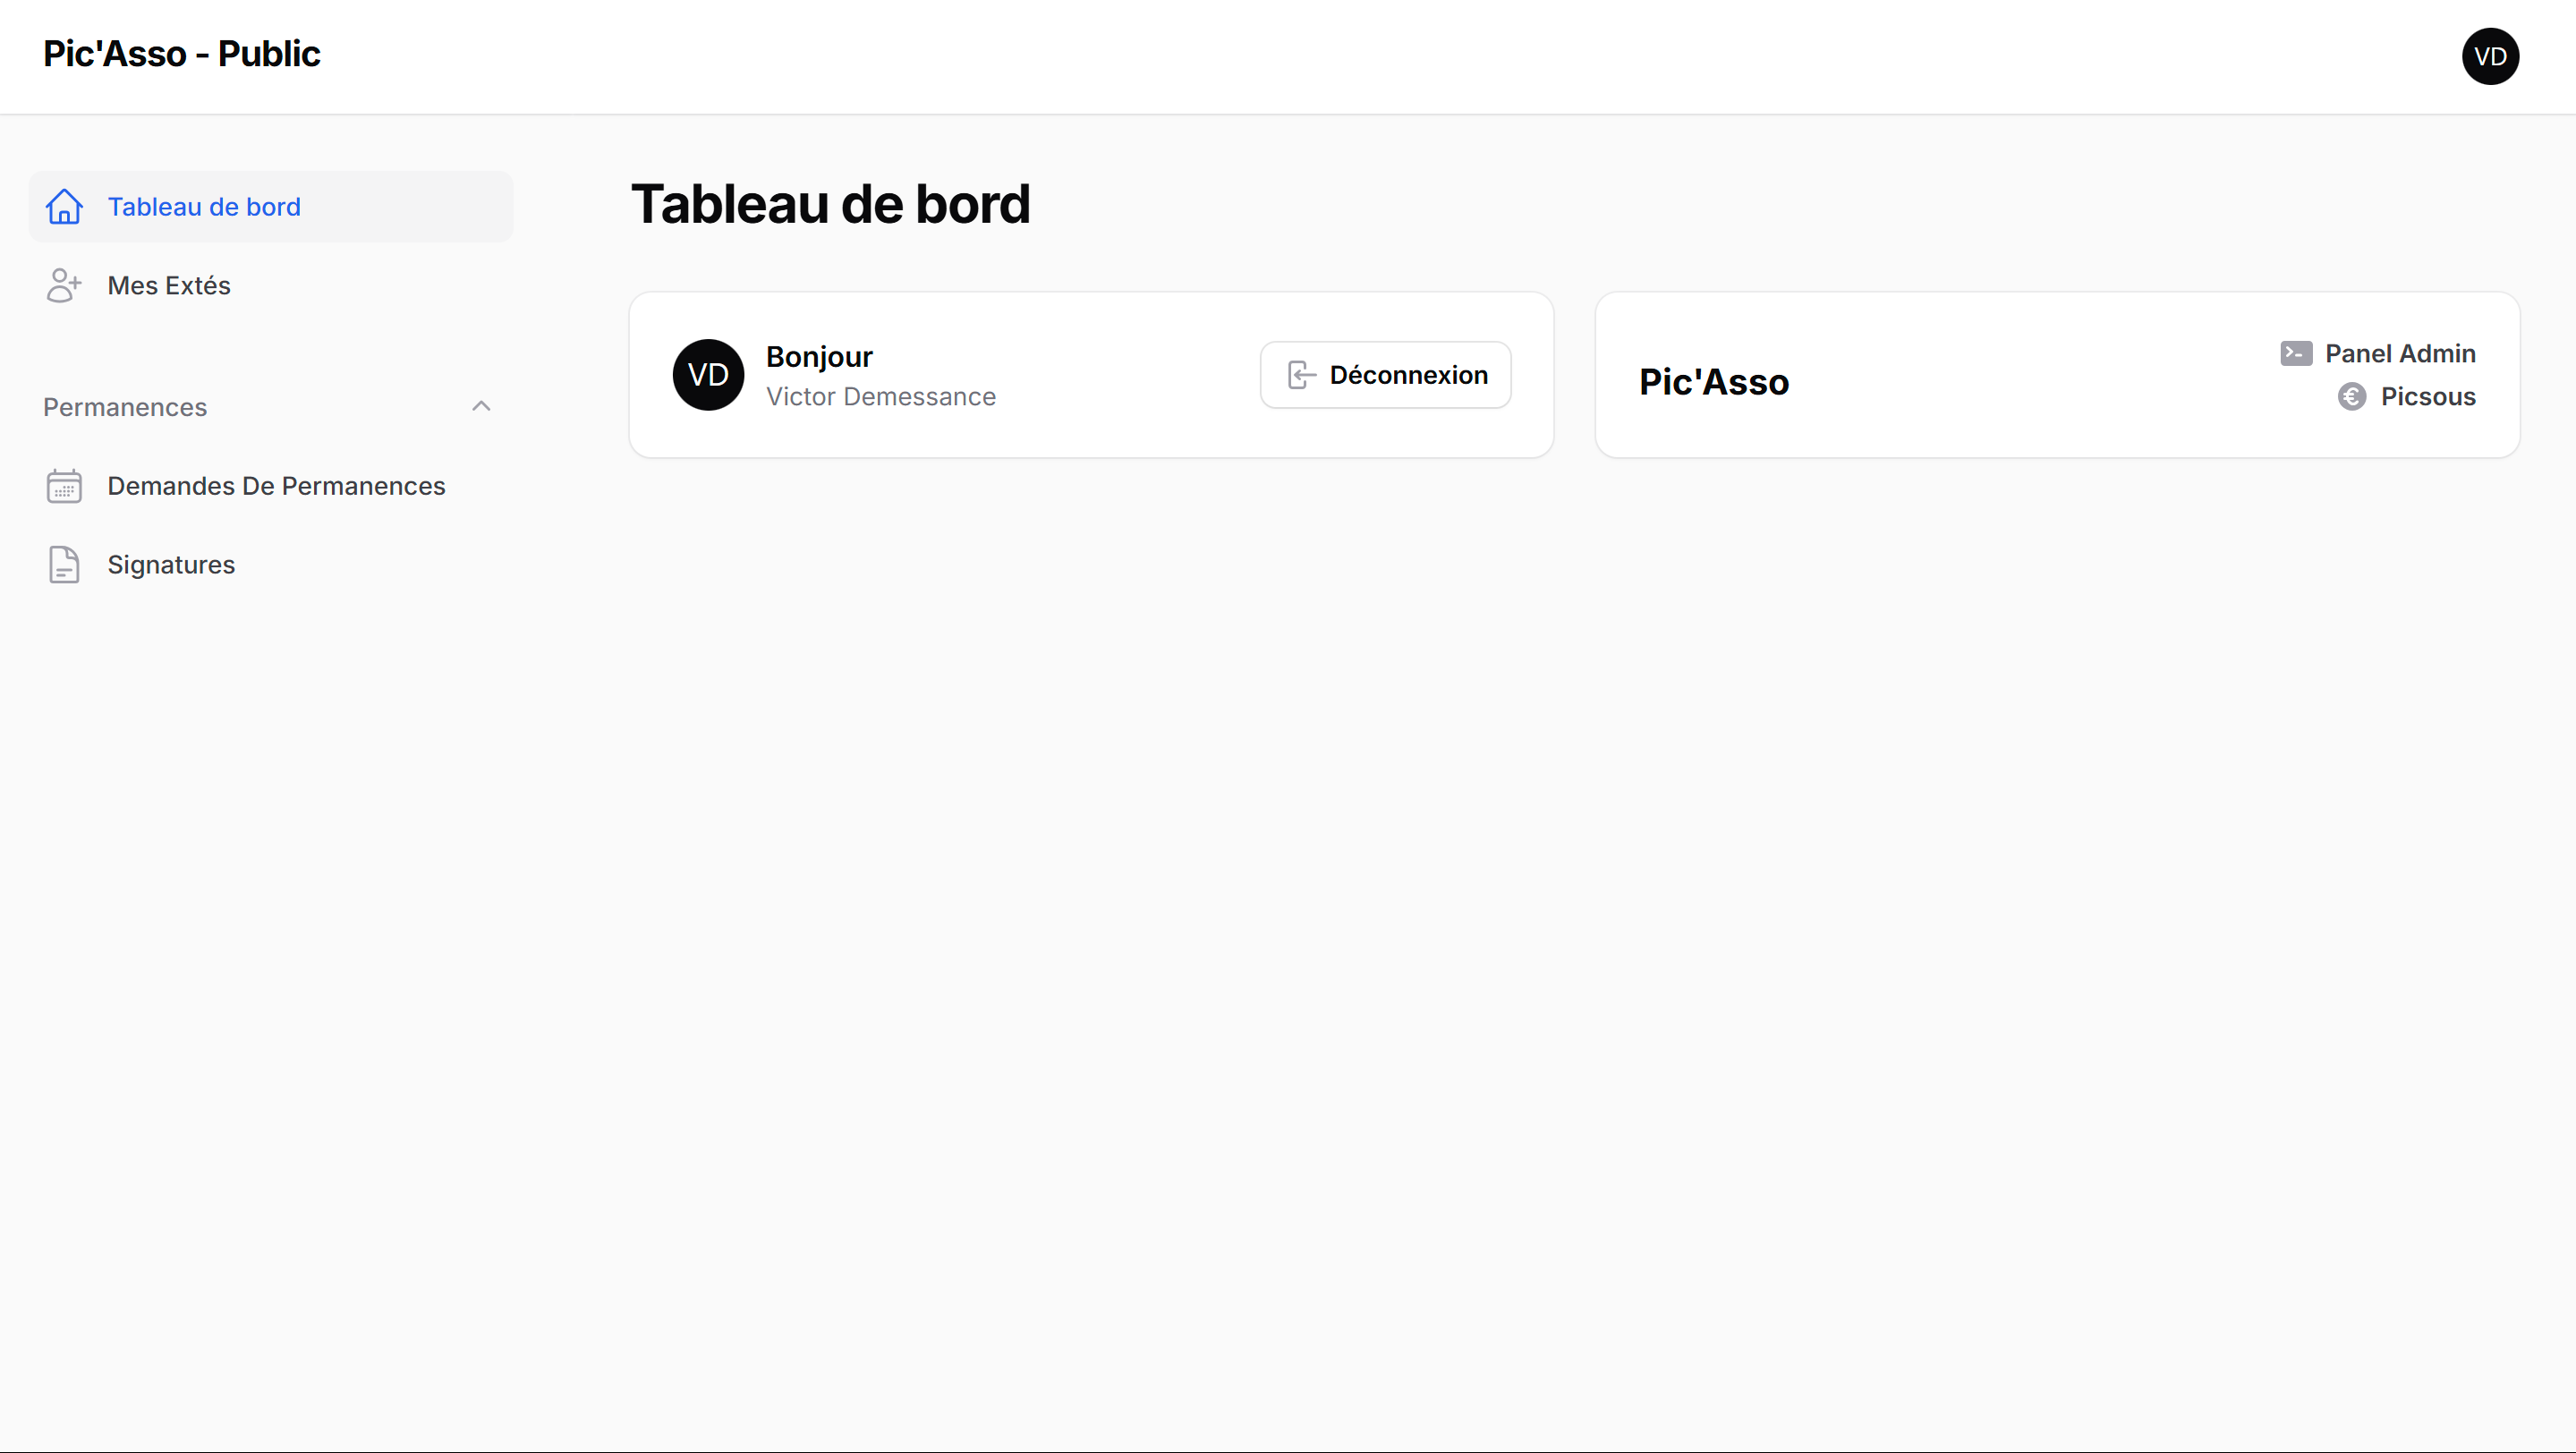 Pic'Asso - Public
VD
Tableau de bord
Mes Extés
Permanences
Demandes De Permanences
Signatures
Tableau de bord
VD
Bonjour
Victor Demessance
Déconnexion
Pic'Asso
Panel Admin
Picsous